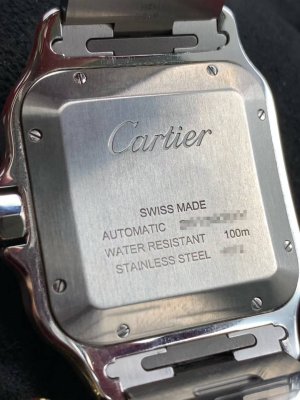 Cartier
SWISS MADE
AUTOMATIC
WATER RESISTANT 100m
STAINLESS STEEL